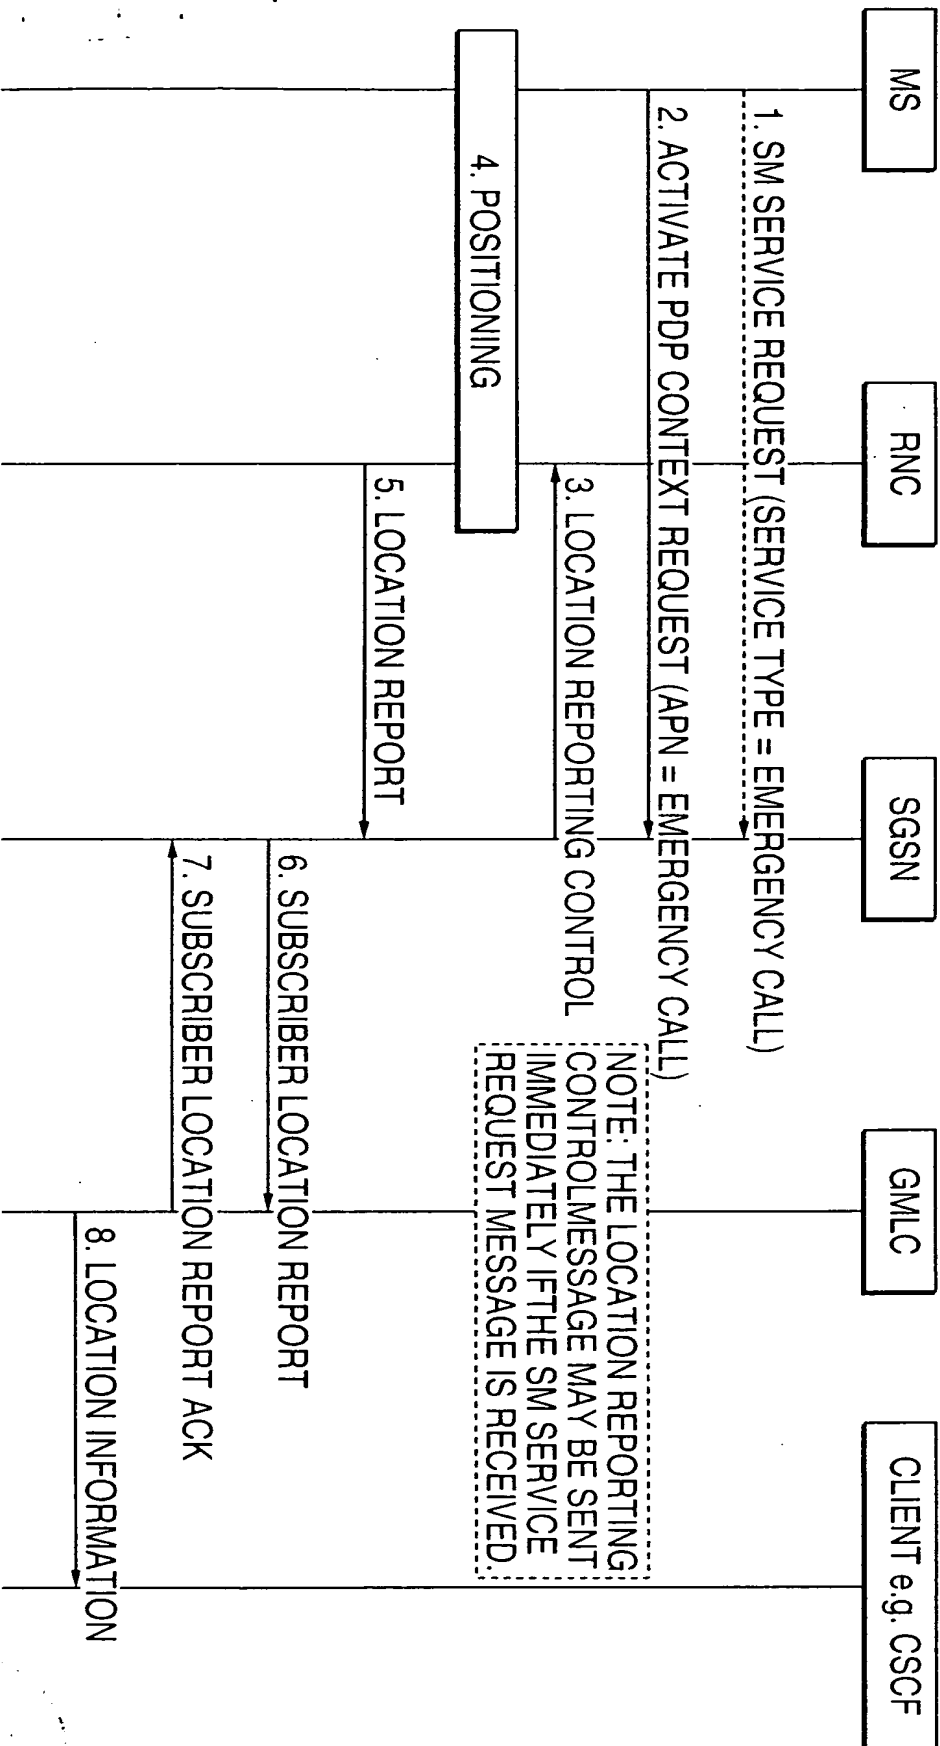 MS
RNC
SGSN
GMLC
CLIENT e.g. CSCF
1. SM SERVICE REQUEST (SERVICE TYPE = EMERGENCY CALL)
2. ACTIVATE PDP CONTEXT REQUEST (APN = EMERGENCY CALL)
NOTE: THE LOCATION REPORTING
CONTROLMESSAGE MAY BE SENT
IMMEDIATELY IFTHE SM SERVICE
REQUEST MESSAGE IS RECEIVED.
3. LOCATION REPORTING CONTROL
4. POSITIONING
5. LOCATION REPORT
6. SUBSCRIBER LOCATION REPORT
7. SUBSCRIBER LOCATION REPORT ACK
8. LOCATION INFORMATION